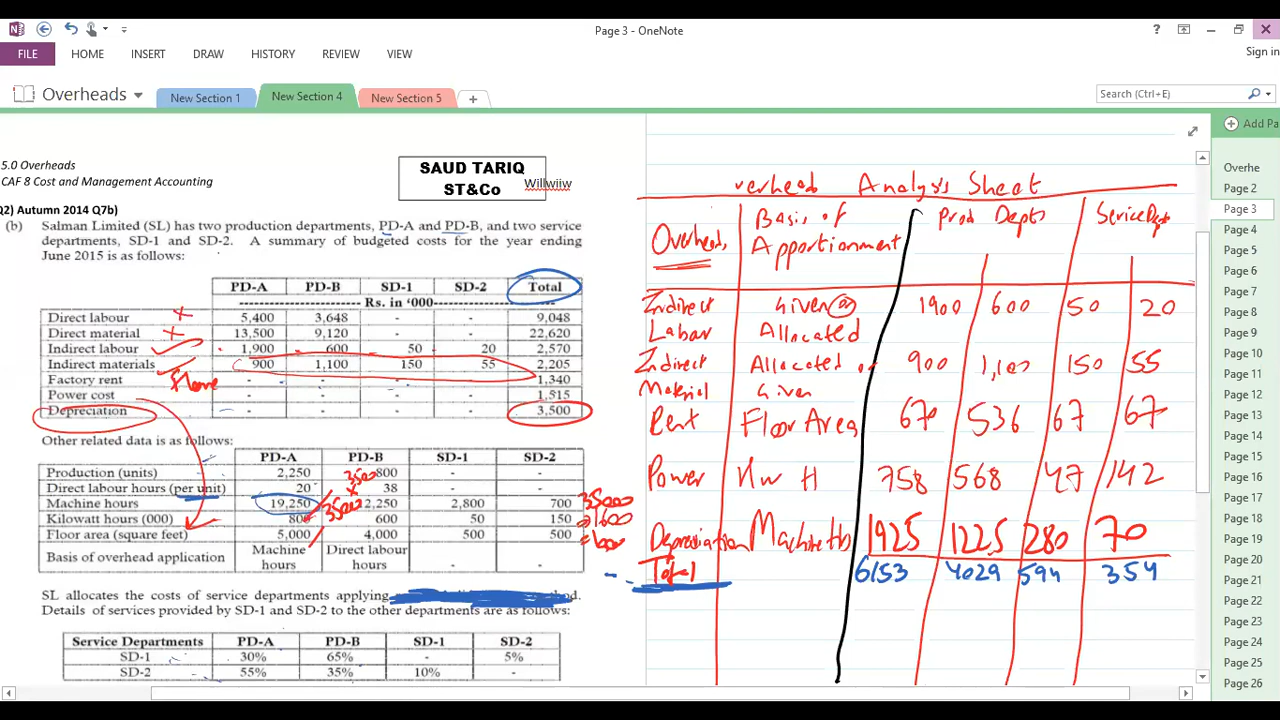 Page 3 - OneNote
?
Sign in
FILE HOME INSERT DRAW HISTORY REVIEW VIEW
Overheads
New Section 1
New Section 4
New Section 5
+
Search (Ctrl+E)
Add Pa
Overhe
Page 2
Page 3
Page 4
Page 5
Page 6
Page 7
Page 8
Page 9
Page 10
Page 11
Page 12
Page 13
Page 14
Page 15
Page 16
Page 17
Page 18
Page 19
Page 20
Page 21
Page 22
Page 23
Page 24
Page 25
Page 26
5.0 Overheads
CAF 8 Cost and Management Accounting
SAUD TARIQ
ST&Co
Willwiiw
Q2) Autumn 2014 Q7b)
(b) Salman Limited (SL) has two production departments, PD-A and PD-B, and two service
departments, SD-1 and SD-2. A summary of budgeted costs for the year ending
June 2015 is as follows:
PD-A PD-B SD-1 SD-2 Total
Rs. in '000
Direct labour 5,400 3,648 - - 9,048
Direct material 13,500 9,120 - - 22,620
Indirect labour 1,900 600 50 20 2,570
Indirect materials 900 1,100 150 55 2,205
Factory rent - - - - 1,340
Power cost - - - - 1,515
Depreciation - - - - 3,500
Other related data is as follows:
PD-A PD-B SD-1 SD-2
Production (units) 2,250 800 - -
Direct labour hours (per unit) 20 38 - -
Machine hours 19,250 2,250 2,800 700
Kilowatt hours (000) 800 600 50 150
Floor area (square feet) 5,000 4,000 500 500
Basis of overhead application Machine hours Direct labour hours - -
3500
x
35000
35000
1600
SL allocates the costs of service departments applying
Details of services provided by SD-1 and SD-2 to the other departments are as follows:
Service Departments PD-A PD-B SD-1 SD-2
SD-1 30% 65% - 5%
SD-2 55% 35% 10% -
verhead Analysis Sheet
Overheads Basis of Apportionment Prod Depts Service Dept
Indirect Labor Given or Allocated 1900 600 50 20
Indirect Material Allocated or Given 900 1,100 150 55
Rent Floor Area 670 536 67 67
Power Kw H 758 568 47 142
Depreciation Machine Hb 1925 1225 280 70
Total 6153 4029 594 354